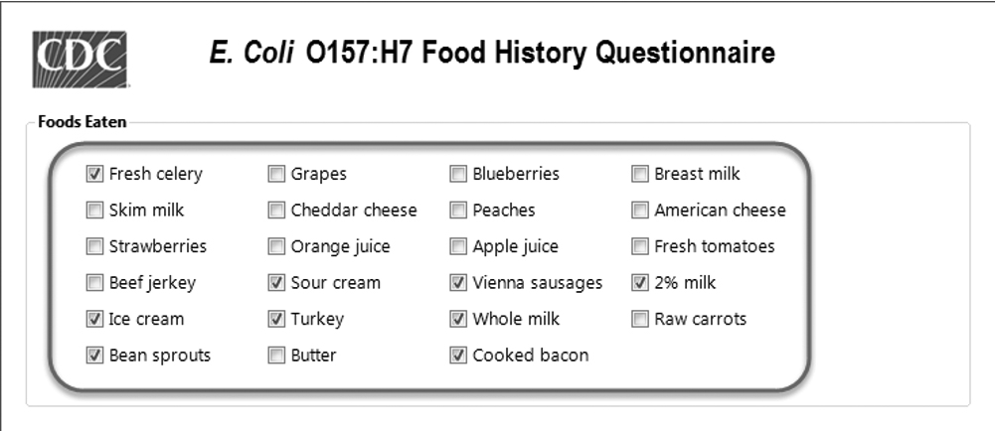 CDC
E. Coli O157:H7 Food History Questionnaire
Foods Eaten
Fresh celery Grapes Blueberries Breast milk
Skim milk Cheddar cheese Peaches American cheese
Strawberries Orange juice Apple juice Fresh tomatoes
Beef jerky Sour cream Vienna sausages 2% milk
Ice cream Turkey Whole milk Raw carrots
Bean sprouts Butter Cooked bacon